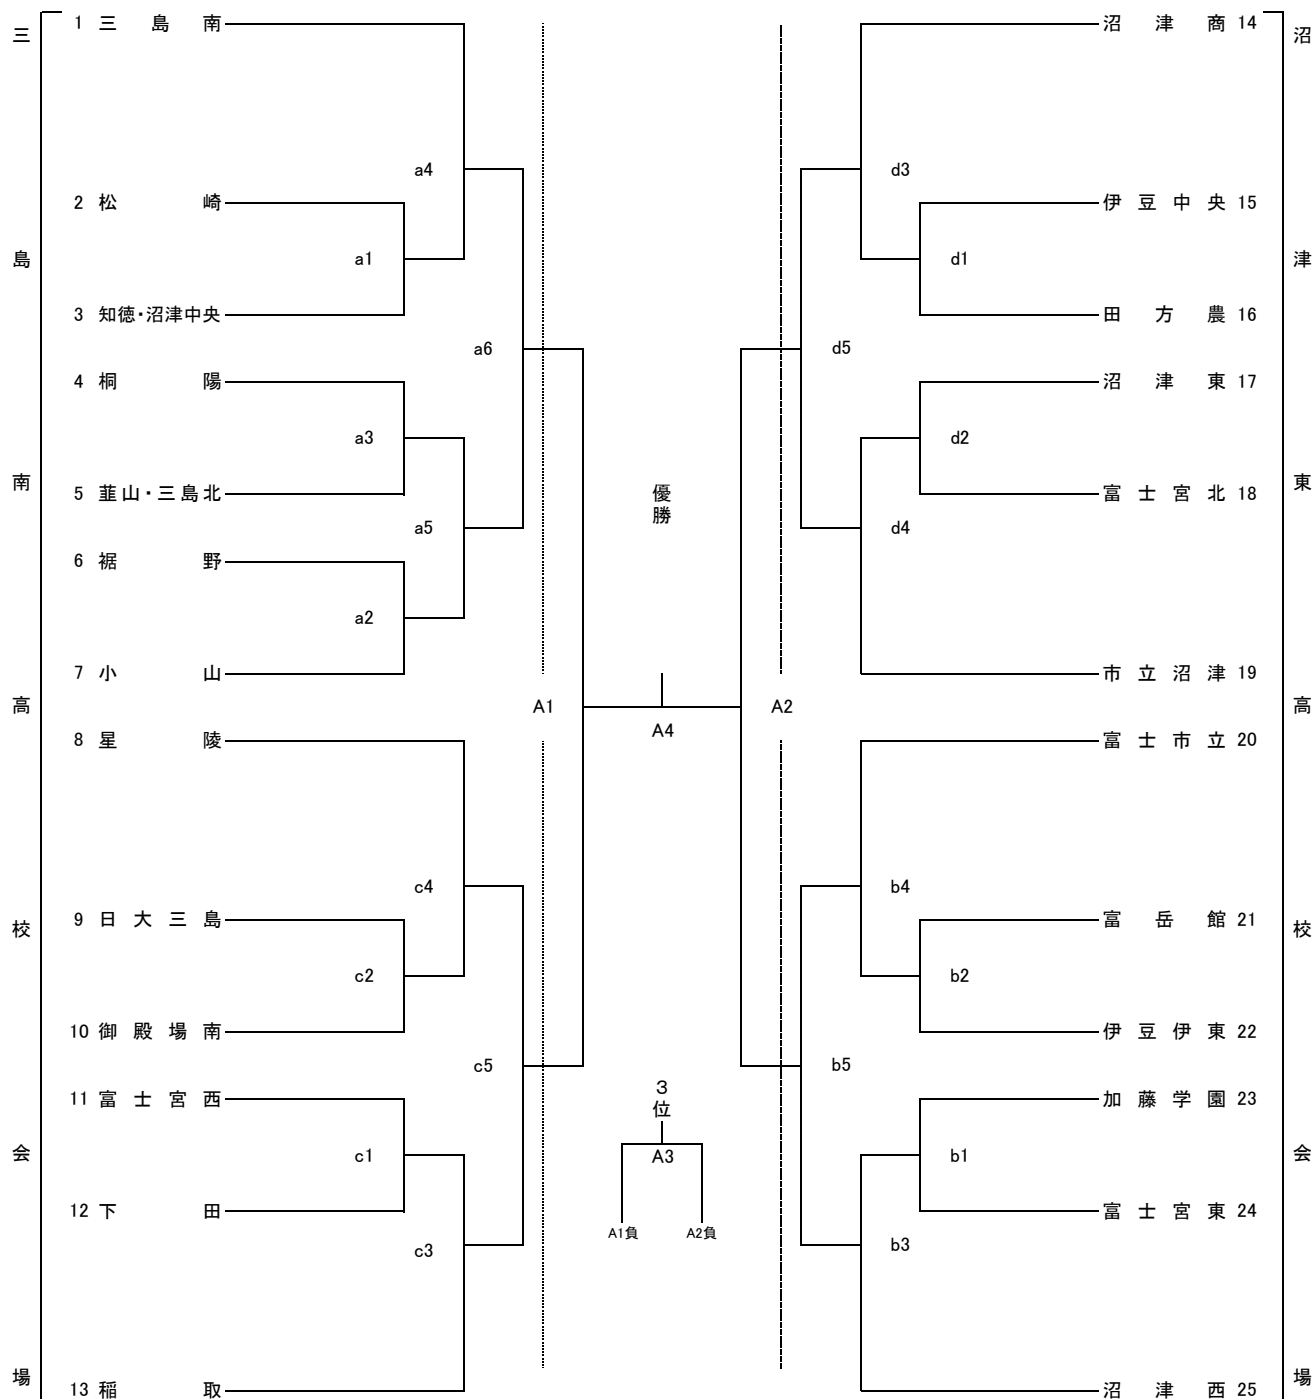 三島南高校会場
1 三島南
2 松崎
3 知徳・沼津中央
4 桐陽
5 韮山・三島北
6 裾野
7 小山
8 星陵
9 日大三島
10 御殿場南
11 富士宮西
12 下田
13 稲取
a4
a1
a6
a3
a5
a2
c4
c2
c5
c1
c3
A1
優勝
A4
A2
3位
A3
A1負 A2負
d3
d1
d5
d2
d4
b4
b2
b5
b1
b3
沼津商 14
伊豆中央 15
田方農 16
沼津東 17
富士宮北 18
市立沼津 19
富士市立 20
富岳館 21
伊豆伊東 22
加藤学園 23
富士宮東 24
沼津西 25
沼津東高校会場